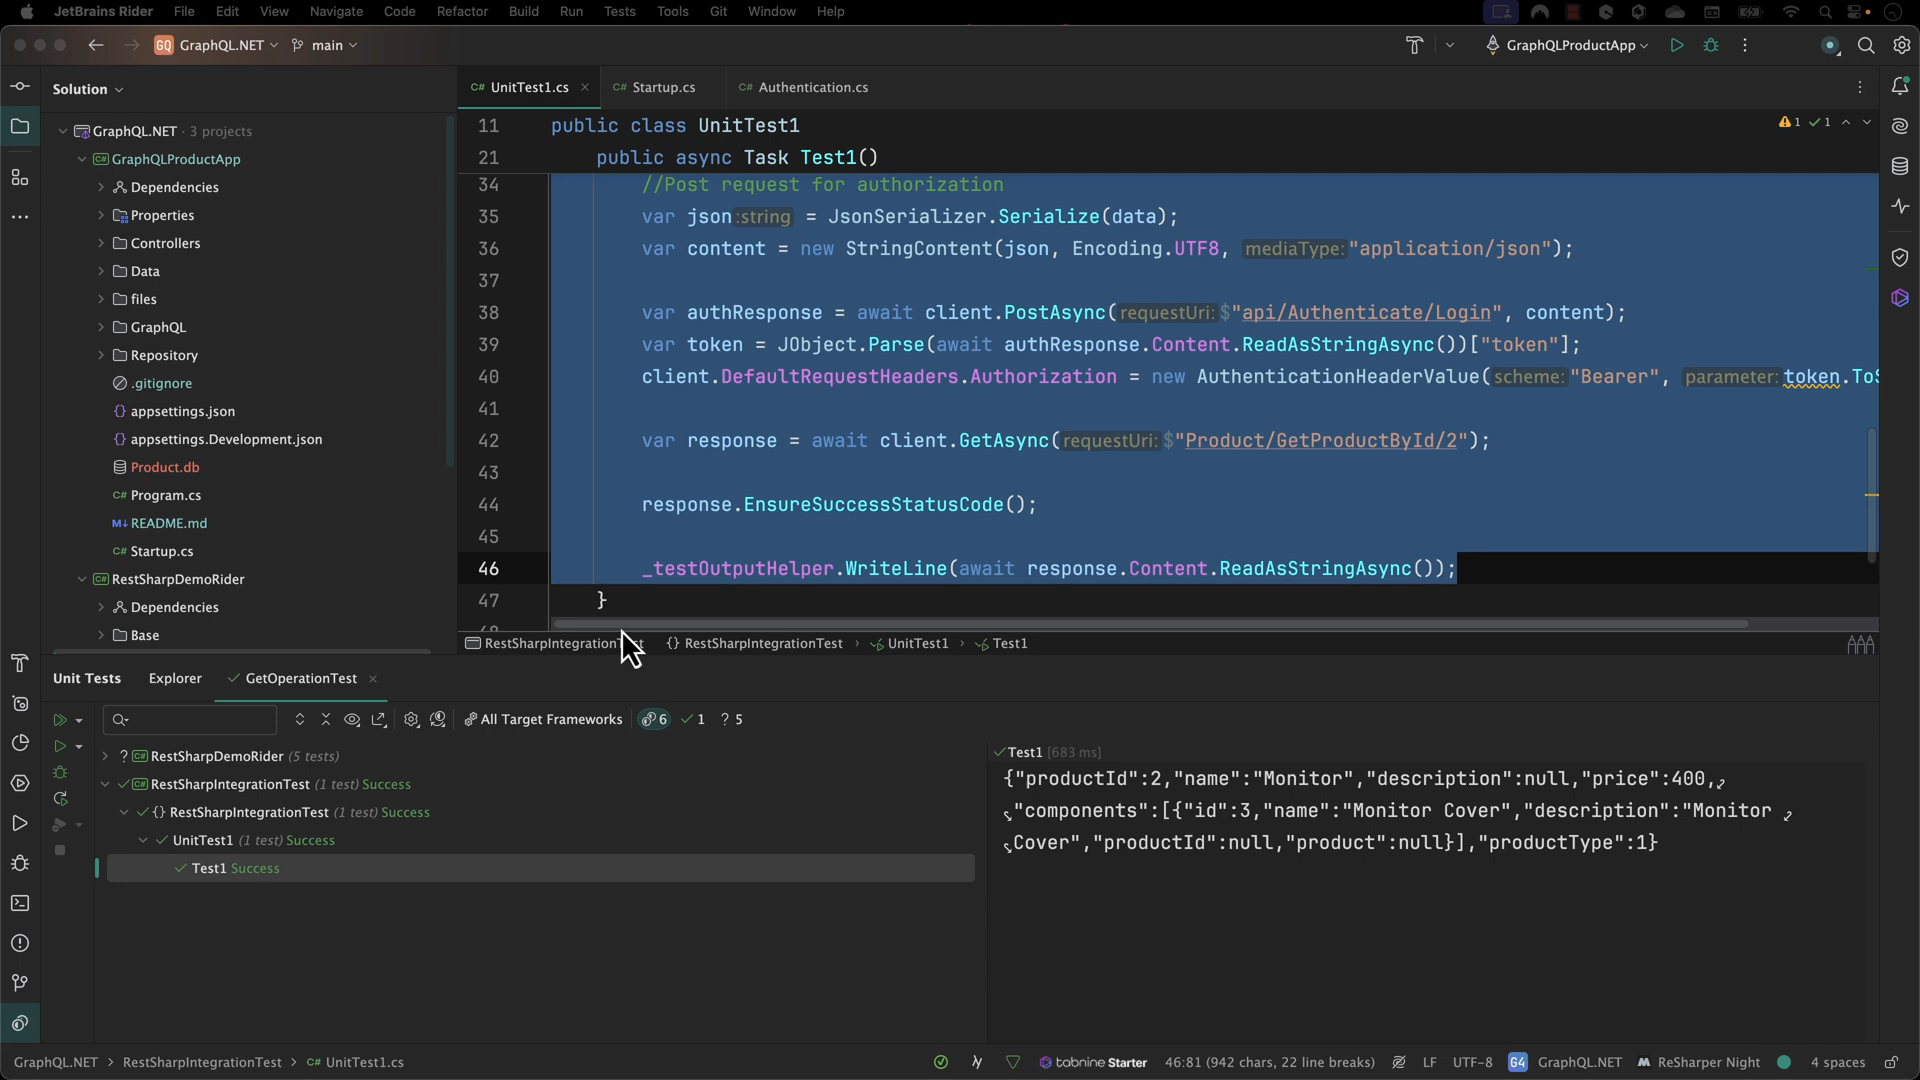 JetBrains Rider File Edit View Navigate Code Refactor Build Run Tests Tools Git Window Help
GQ GraphQL.NET main GraphQLProductApp
Solution
C# UnitTest1.cs C# Startup.cs C# Authentication.cs
GraphQL.NET · 3 projects
C# GraphQLProductApp
Dependencies
Properties
Controllers
Data
files
GraphQL
Repository
.gitignore
{} appsettings.json
{} appsettings.Development.json
Product.db
C# Program.cs
M↓ README.md
C# Startup.cs
C# RestSharpDemoRider
Dependencies
Base
1 1
11 public class UnitTest1
21 public async Task Test1()
34 //Post request for authorization
35 var json :string = JsonSerializer.Serialize(data);
36 var content = new StringContent(json, Encoding.UTF8, mediaType: "application/json");
37
38 var authResponse = await client.PostAsync( requestUri: $"api/Authenticate/Login", content);
39 var token = JObject.Parse(await authResponse.Content.ReadAsStringAsync())["token"];
40 client.DefaultRequestHeaders.Authorization = new AuthenticationHeaderValue( scheme: "Bearer", parameter: token.ToS
41
42 var response = await client.GetAsync( requestUri: $"Product/GetProductById/2");
43
44 response.EnsureSuccessStatusCode();
45
46 _testOutputHelper.WriteLine(await response.Content.ReadAsStringAsync());
47 }
{} RestSharpIntegrationTest UnitTest1 Test1
Unit Tests Explorer GetOperationTest
All Target Frameworks 6 1 ? 5
? C# RestSharpDemoRider (5 tests)
C# RestSharpIntegrationTest (1 test) Success
{} RestSharpIntegrationTest (1 test) Success
UnitTest1 (1 test) Success
Test1 Success
Test1 [683 ms]
{"productId":2,"name":"Monitor","description":null,"price":400,
"components":[{"id":3,"name":"Monitor Cover","description":"Monitor
Cover","productId":null,"product":null}],"productType":1}
GraphQL.NET > RestSharpIntegrationTest > C# UnitTest1.cs tabnine Starter 46:81 (942 chars, 22 line breaks) LF UTF-8 G4 GraphQL.NET ReSharper Night 4 spaces